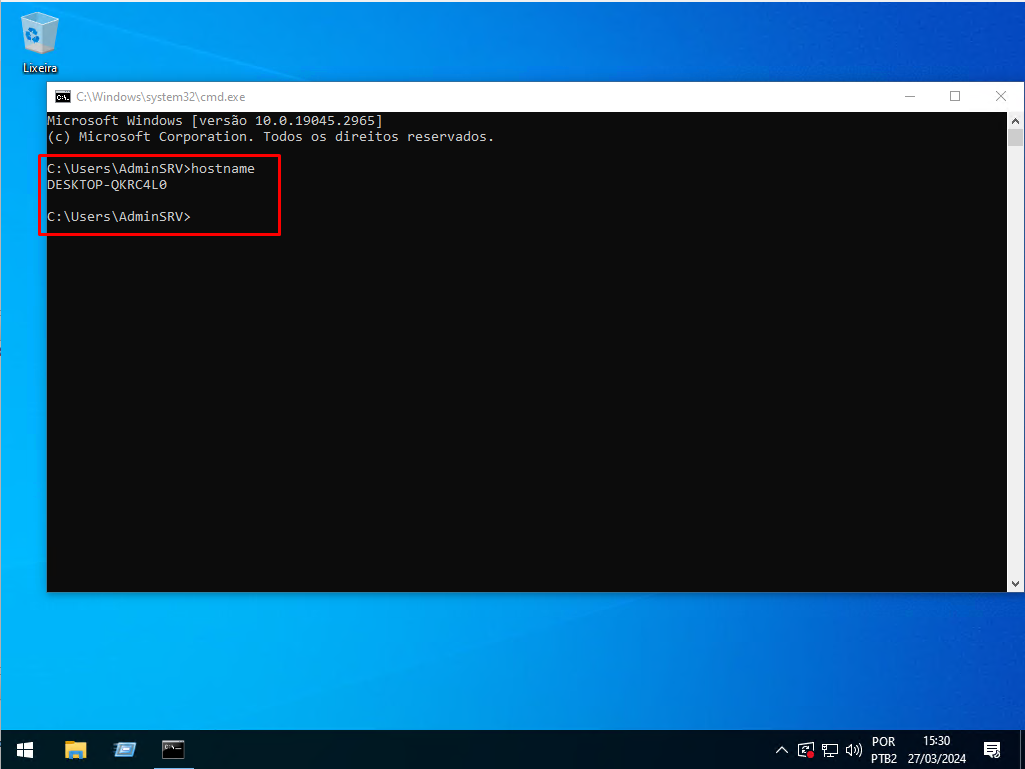 Lixeira
C:\Windows\system32\cmd.exe
Microsoft Windows [versão 10.0.19045.2965]
(c) Microsoft Corporation. Todos os direitos reservados.
C:\Users\AdminSRV>hostname
DESKTOP-QKRC4L0
C:\Users\AdminSRV>
POR
PTB2
15:30
27/03/2024